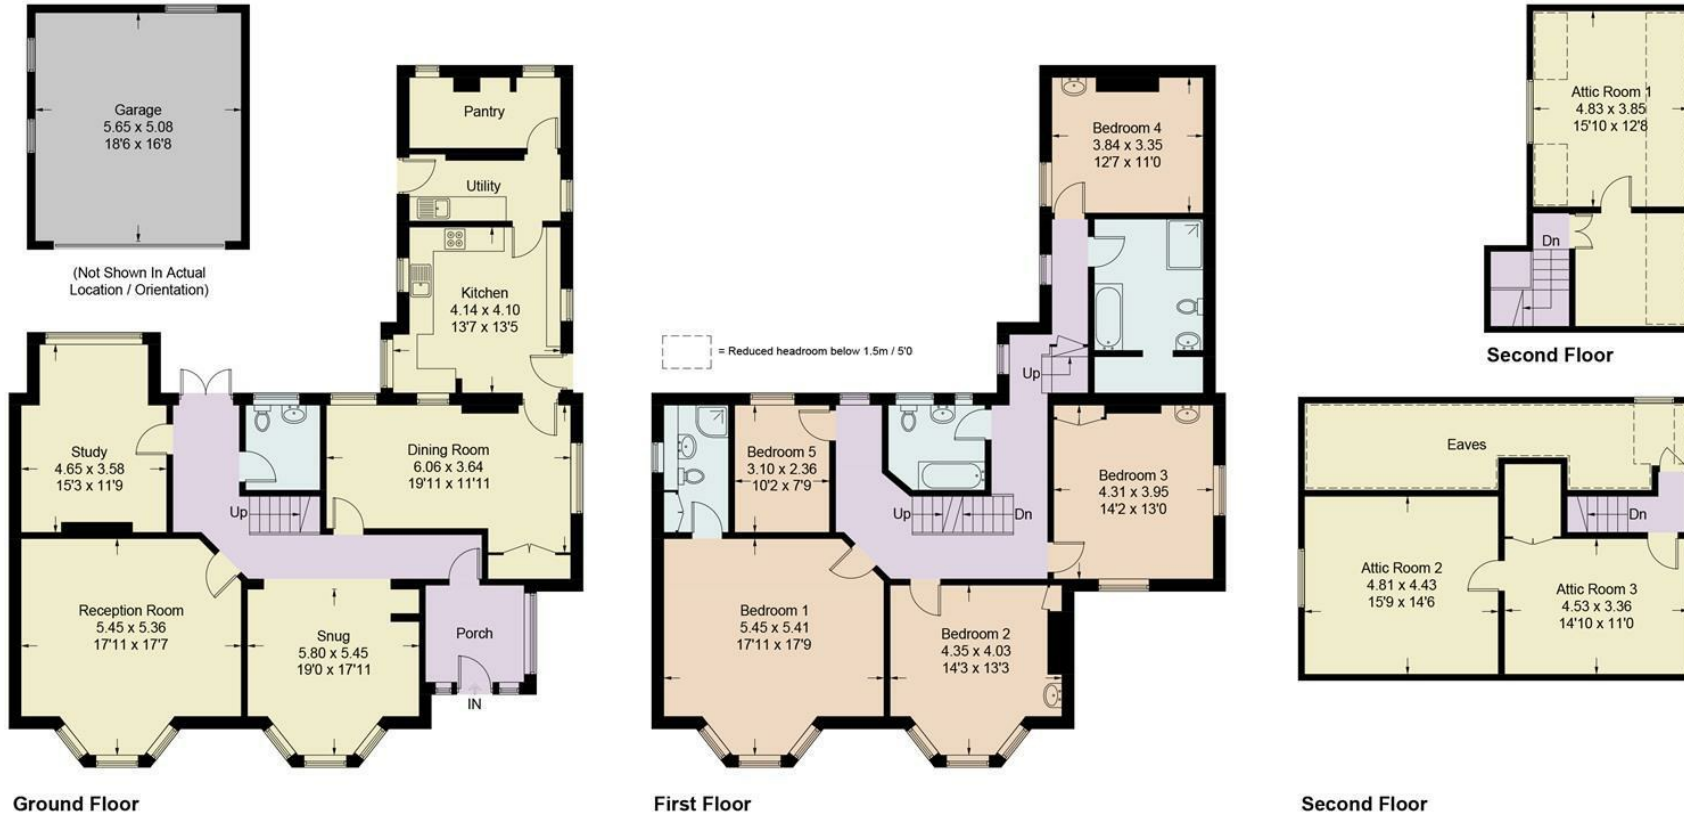 Garage
5.65 x 5.08
18'6 x 16'8
(Not Shown In Actual
Location / Orientation)
Pantry
Utility
Kitchen
4.14 x 4.10
13'7 x 13'5
Study
4.65 x 3.58
15'3 x 11'9
Up
Dining Room
6.06 x 3.64
19'11 x 11'11
Reception Room
5.45 x 5.36
17'11 x 17'7
Snug
5.80 x 5.45
19'0 x 17'11
Porch
IN
Ground Floor
Bedroom 4
3.84 x 3.35
12'7 x 11'0
= Reduced headroom below 1.5m / 5'0
Up
Bedroom 5
3.10 x 2.36
10'2 x 7'9
Bedroom 3
4.31 x 3.95
14'2 x 13'0
Up
Dn
Bedroom 1
5.45 x 5.41
17'11 x 17'9
Bedroom 2
4.35 x 4.03
14'3 x 13'3
First Floor
Attic Room 1
4.83 x 3.85
15'10 x 12'8
Dn
Second Floor
Eaves
Dn
Attic Room 2
4.81 x 4.43
15'9 x 14'6
Attic Room 3
4.53 x 3.36
14'10 x 11'0
Second Floor